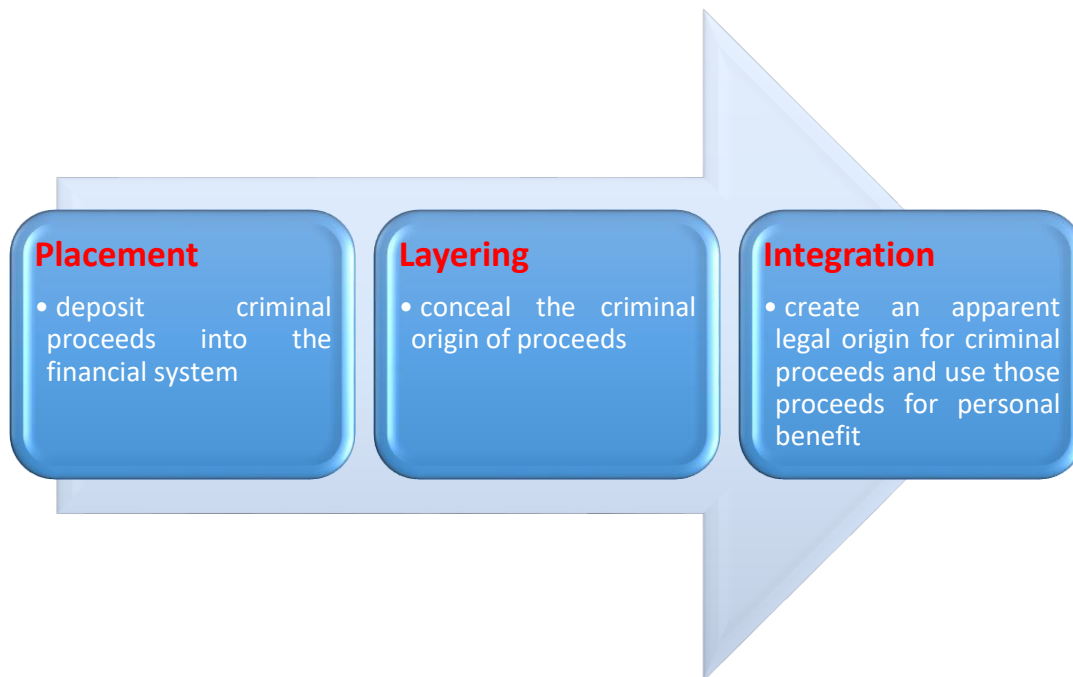 Placement
• deposit criminal
proceeds into the
financial system
Layering
• conceal the criminal
origin of proceeds
Integration
• create an apparent
legal origin for criminal
proceeds and use those
proceeds for personal
benefit